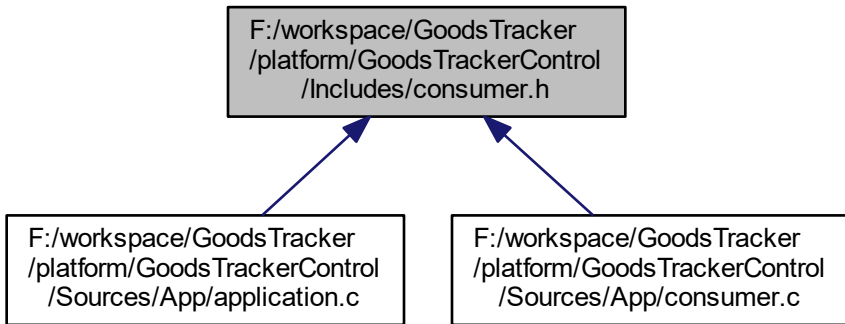 F:/workspace/GoodsTracker
/platform/GoodsTrackerControl
/Includes/consumer.h
F:/workspace/GoodsTracker
/platform/GoodsTrackerControl
/Sources/App/application.c
F:/workspace/GoodsTracker
/platform/GoodsTrackerControl
/Sources/App/consumer.c